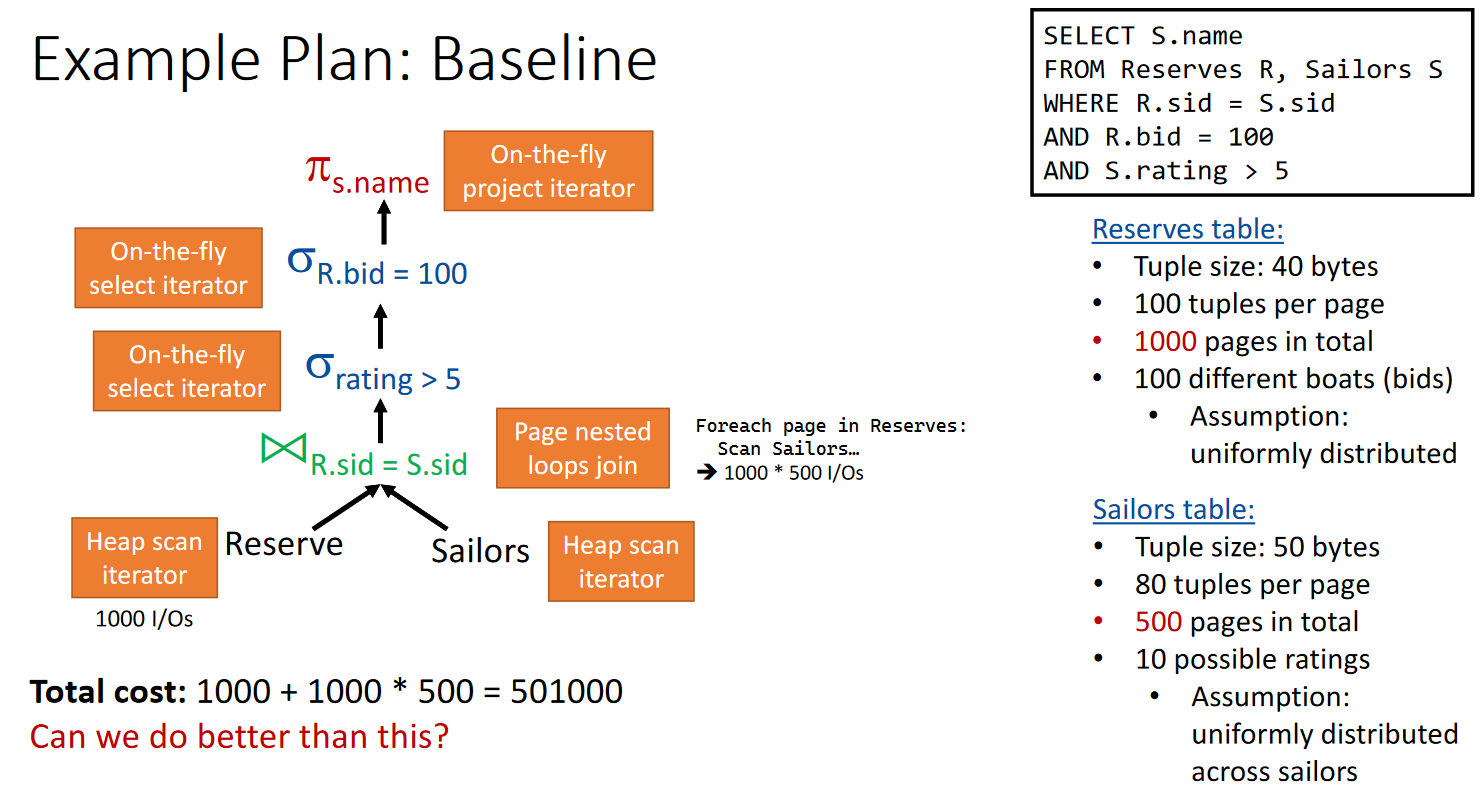 Example Plan: Baseline
π s.name
On-the-fly
project iterator
On-the-fly
select iterator
σ R.bid = 100
On-the-fly
select iterator
σ rating > 5
⋈ R.sid = S.sid
Page nested
loops join
Foreach page in Reserves:
Scan Sailors…
➔ 1000 * 500 I/Os
Heap scan
iterator
Reserve
Sailors
Heap scan
iterator
1000 I/Os
Total cost: 1000 + 1000 * 500 = 501000
Can we do better than this?
SELECT S.name
FROM Reserves R, Sailors S
WHERE R.sid = S.sid
AND R.bid = 100
AND S.rating > 5
Reserves table:
• Tuple size: 40 bytes
• 100 tuples per page
• 1000 pages in total
• 100 different boats (bids)
• Assumption:
uniformly distributed
Sailors table:
• Tuple size: 50 bytes
• 80 tuples per page
• 500 pages in total
• 10 possible ratings
• Assumption:
uniformly distributed
across sailors